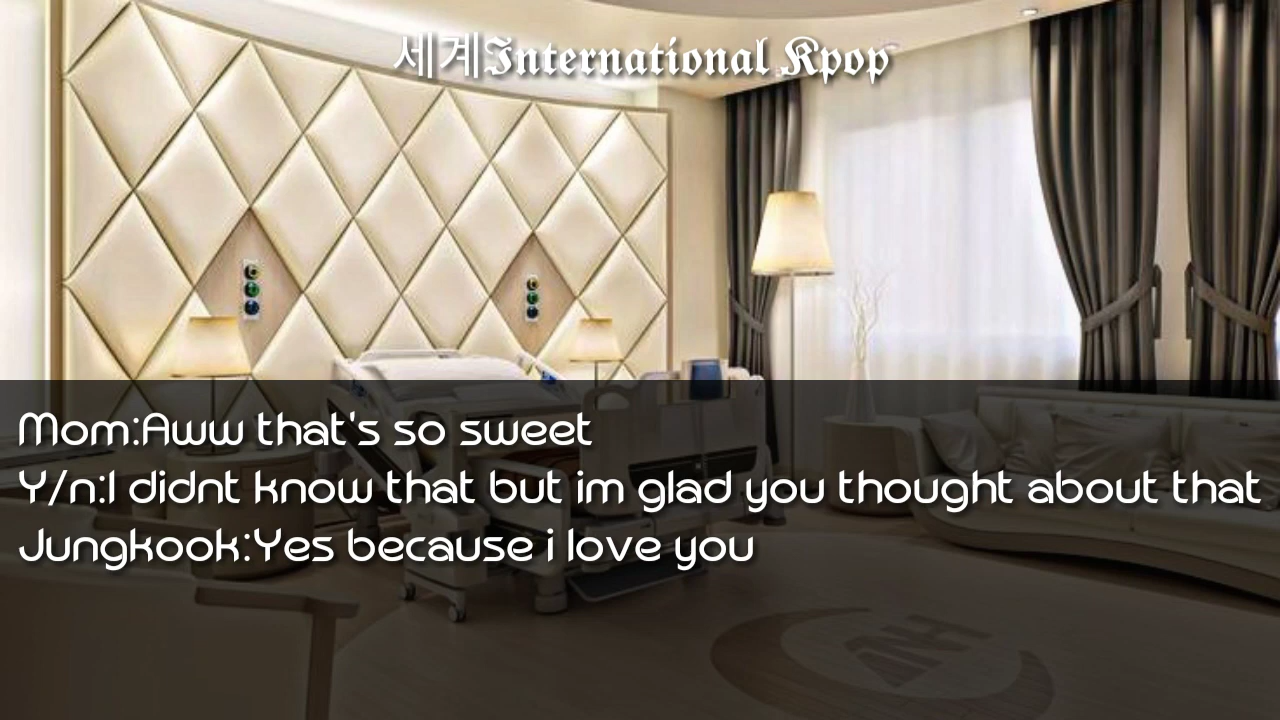 세계International Kpop
Mom:Aww that's so sweet
Y/n:I didnt know that but im glad you thought about that
Jungkook:Yes because i love you